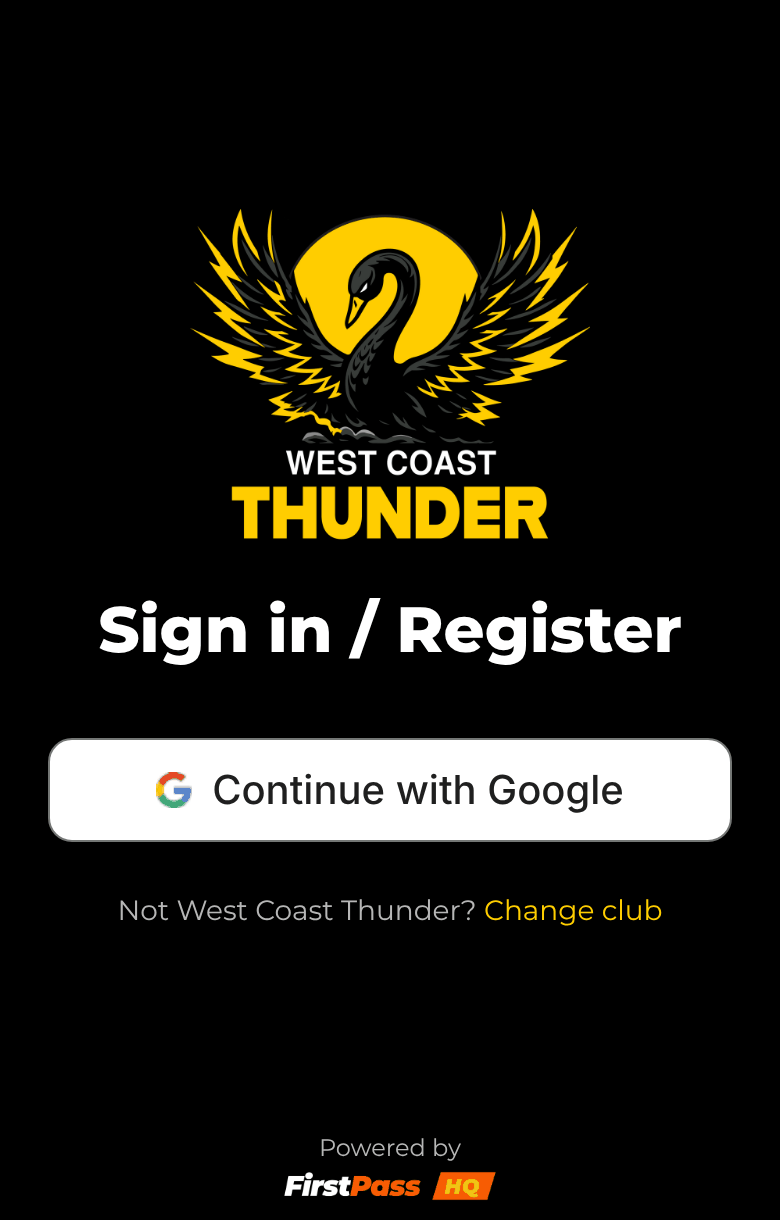 WEST COAST
THUNDER
Sign in / Register
Continue with Google
Not West Coast Thunder? Change club
Powered by
FirstPass HQ